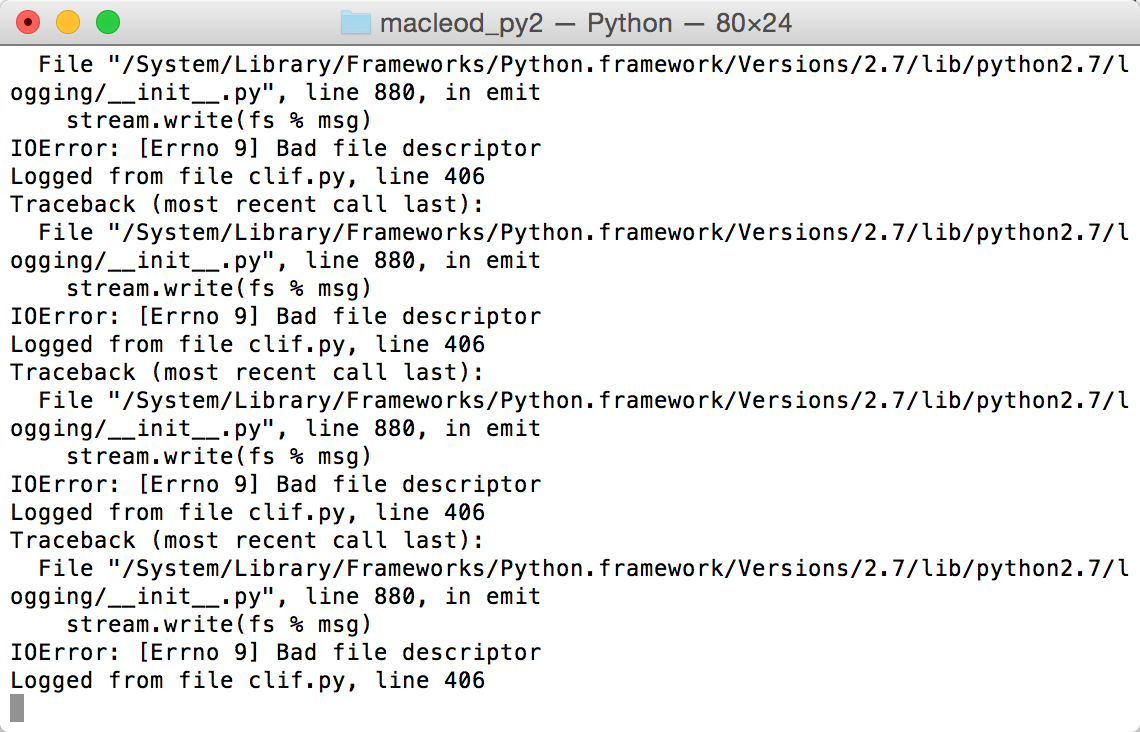 macleod_py2 — Python — 80×24
  File "/System/Library/Frameworks/Python.framework/Versions/2.7/lib/python2.7/l
ogging/__init__.py", line 880, in emit
    stream.write(fs % msg)
IOError: [Errno 9] Bad file descriptor
Logged from file clif.py, line 406
Traceback (most recent call last):
  File "/System/Library/Frameworks/Python.framework/Versions/2.7/lib/python2.7/l
ogging/__init__.py", line 880, in emit
    stream.write(fs % msg)
IOError: [Errno 9] Bad file descriptor
Logged from file clif.py, line 406
Traceback (most recent call last):
  File "/System/Library/Frameworks/Python.framework/Versions/2.7/lib/python2.7/l
ogging/__init__.py", line 880, in emit
    stream.write(fs % msg)
IOError: [Errno 9] Bad file descriptor
Logged from file clif.py, line 406
Traceback (most recent call last):
  File "/System/Library/Frameworks/Python.framework/Versions/2.7/lib/python2.7/l
ogging/__init__.py", line 880, in emit
    stream.write(fs % msg)
IOError: [Errno 9] Bad file descriptor
Logged from file clif.py, line 406